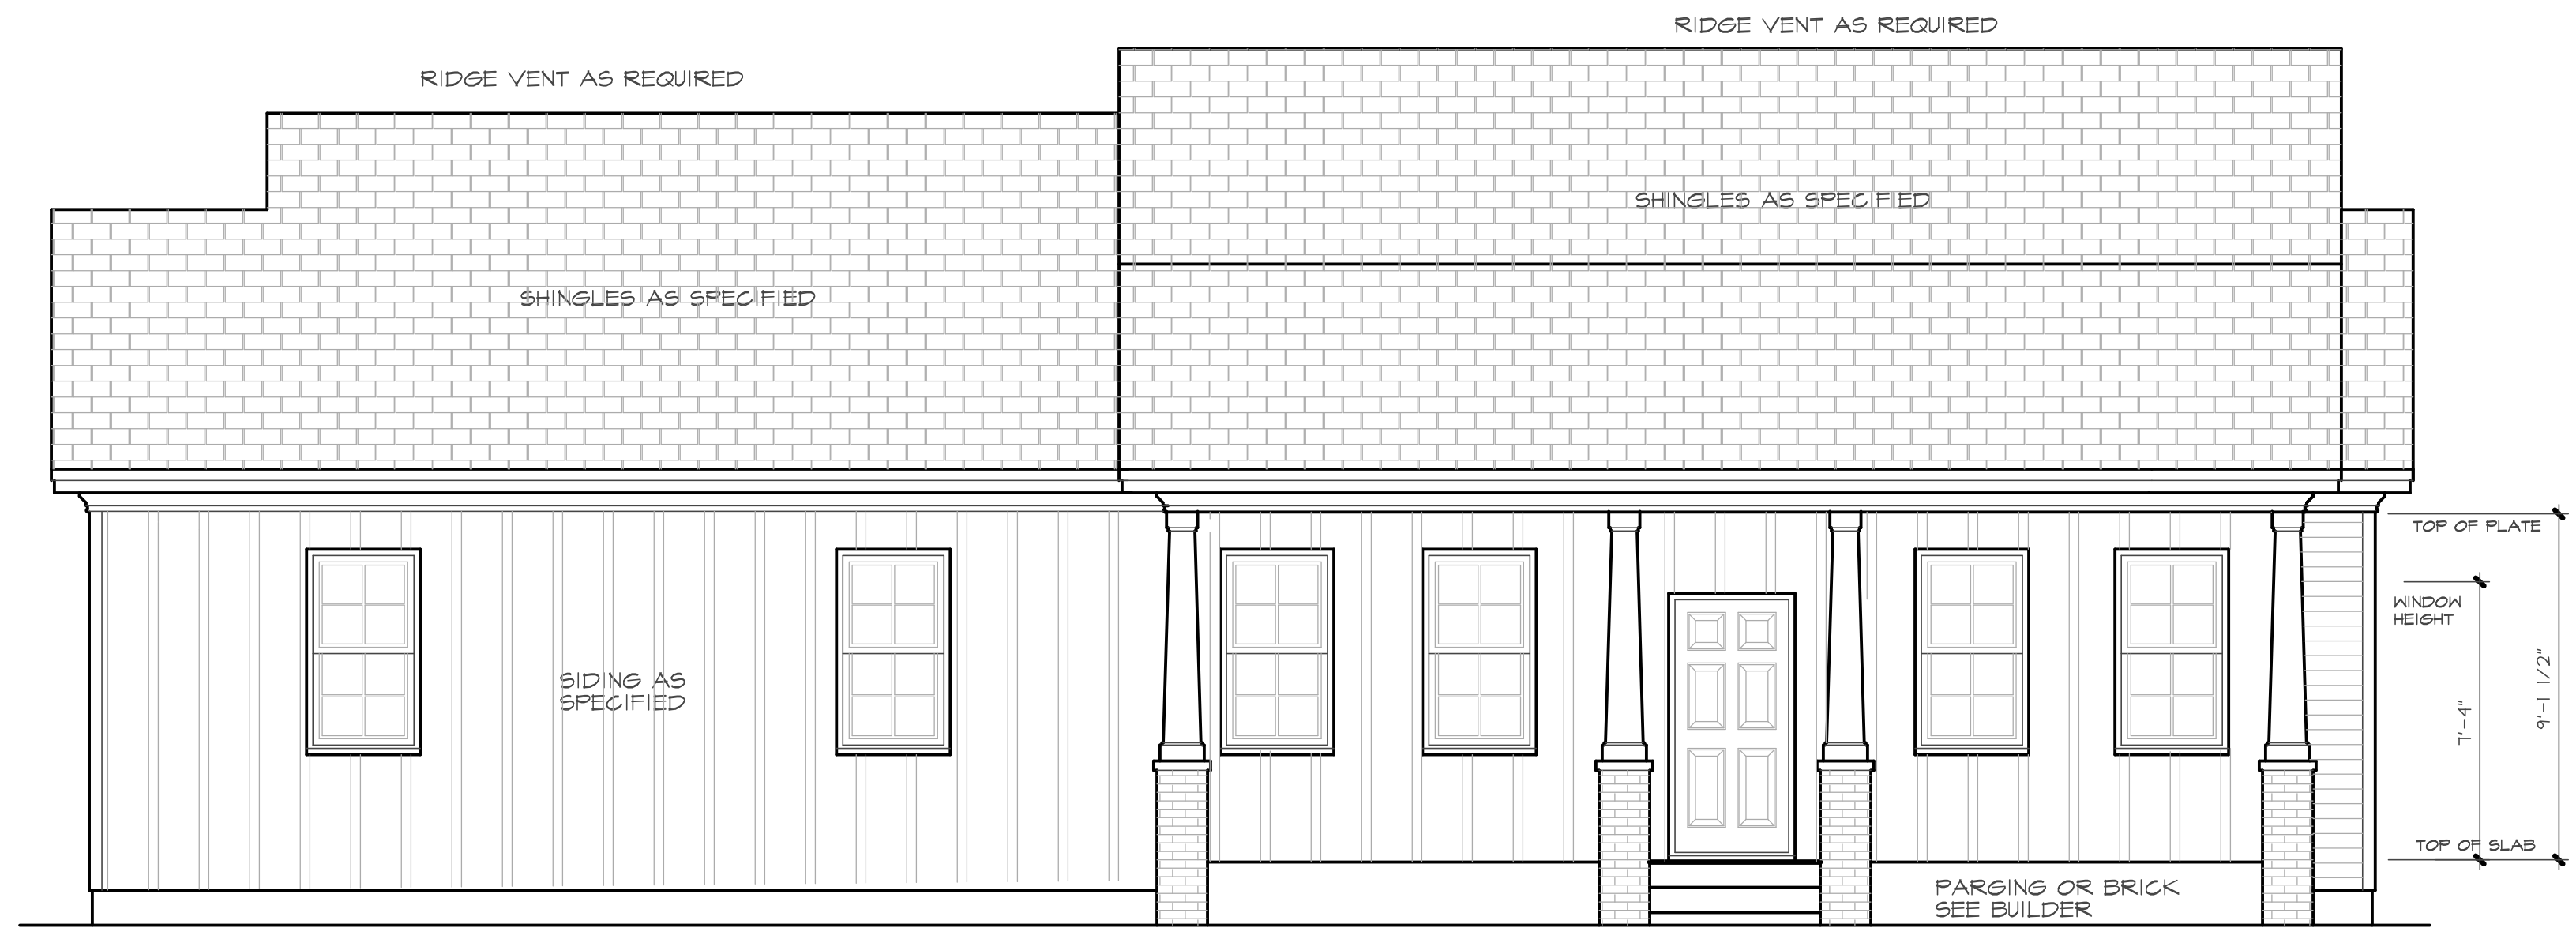 RIDGE VENT AS REQUIRED
RIDGE VENT AS REQUIRED
SHINGLES AS SPECIFIED
SHINGLES AS SPECIFIED
TOP OF PLATE
WINDOW
HEIGHT
9'-1 1/2"
7'-4"
SIDING AS
SPECIFIED
TOP OF SLAB
PARGING OR BRICK
SEE BUILDER